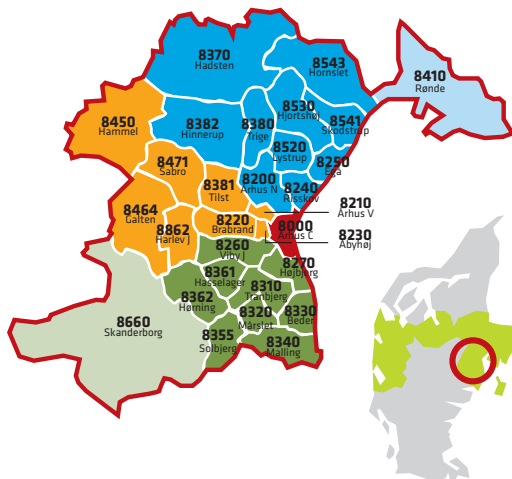 8370
Hadsten
8543
Hornslet
8410
Rønde
8450
Hammel
8382
Hinnerup
8380
Trige
8530
Hjortshøj
8541
Skødstrup
8520
Lystrup
8250
Egå
8471
Sabro
8381
Tilst
8200
Århus N
8240
Risskov
8210
Århus V
8464
Galten
8862
Harlev J
8220
Brabrand
8000
Århus C
8230
Åbyhøj
8260
Viby J
8270
Højbjerg
8361
Hasselager
8310
Tranbjerg
8362
Hørning
8320
Mårslet
8330
Beder
8660
Skanderborg
8355
Solbjerg
8340
Malling